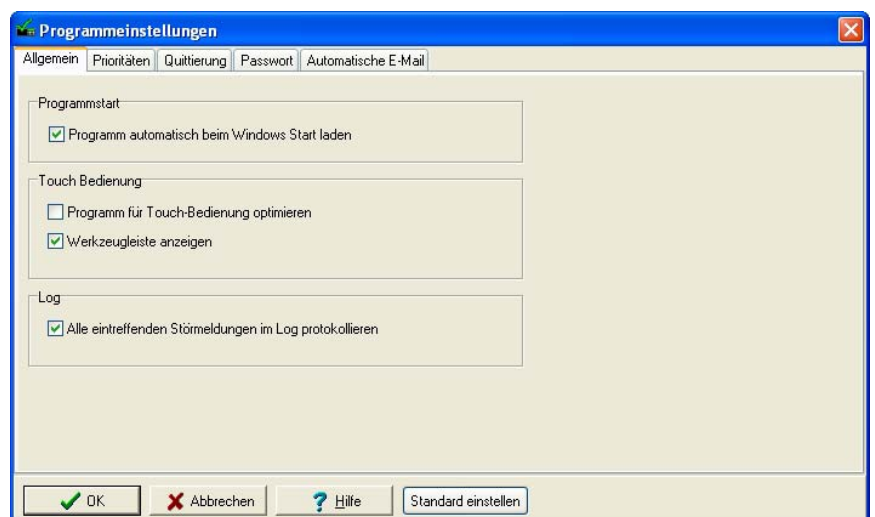 Programmeinstellungen
Allgemein Prioritäten Quittierung Passwort Automatische E-Mail
Programmstart
Programm automatisch beim Windows Start laden
Touch Bedienung
Programm für Touch-Bedienung optimieren
Werkzeugleiste anzeigen
Log
Alle eintreffenden Störmeldungen im Log protokollieren
OK Abbrechen Hilfe Standard einstellen